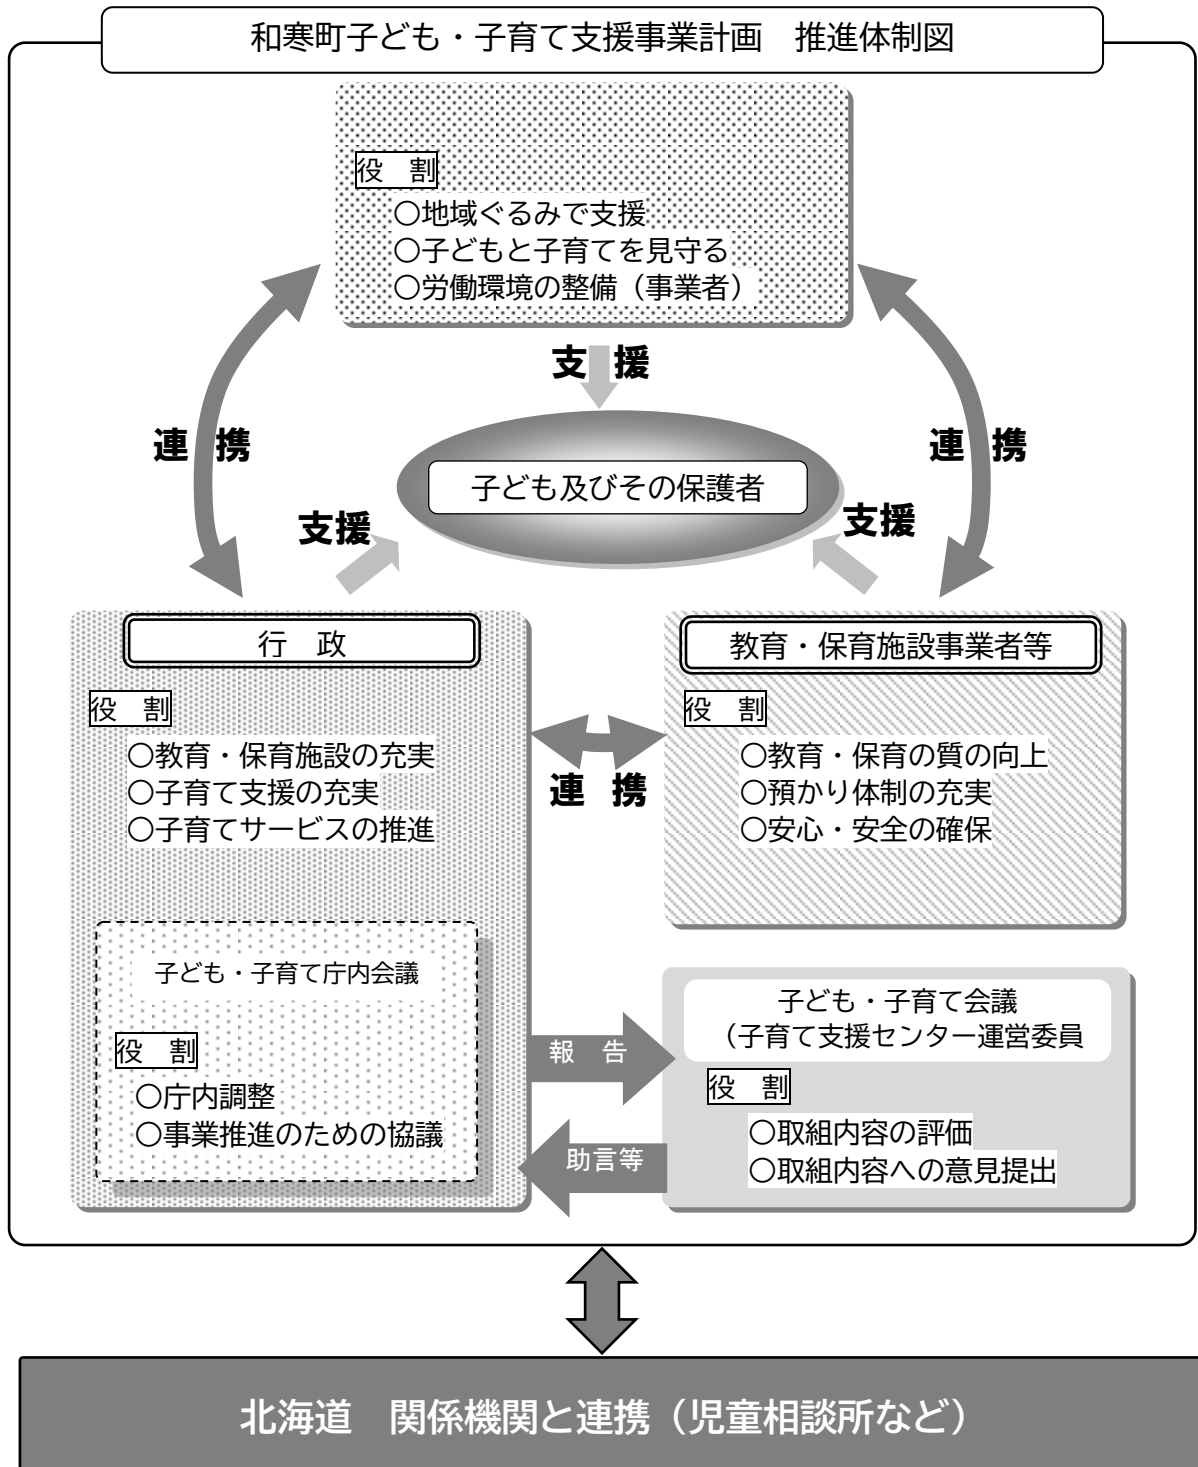 和寒町子ども・子育て支援事業計画　推進体制図
役　割
○地域ぐるみで支援
○子どもと子育てを見守る
○労働環境の整備（事業者）
支 援
連 携
連 携
子ども及びその保護者
支援
支援
行　政
役　割
○教育・保育施設の充実
○子育て支援の充実
○子育てサービスの推進
連 携
教育・保育施設事業者等
役　割
○教育・保育の質の向上
○預かり体制の充実
○安心・安全の確保
子ども・子育て庁内会議
役　割
○庁内調整
○事業推進のための協議
報　告
助言等
子ども・子育て会議
（子育て支援センター運営委員
役　割
○取組内容の評価
○取組内容への意見提出
北海道　関係機関と連携（児童相談所など）